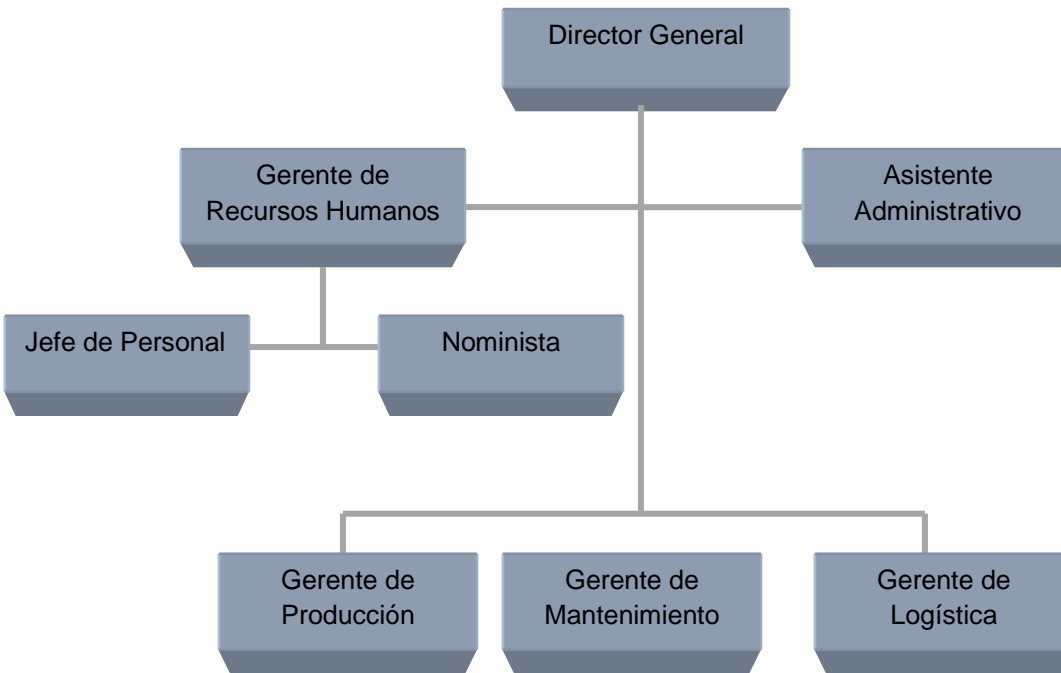 Director General
Gerente de
Recursos Humanos
Asistente
Administrativo
Jefe de Personal
Nominista
Gerente de
Producción
Gerente de
Mantenimiento
Gerente de
Logística